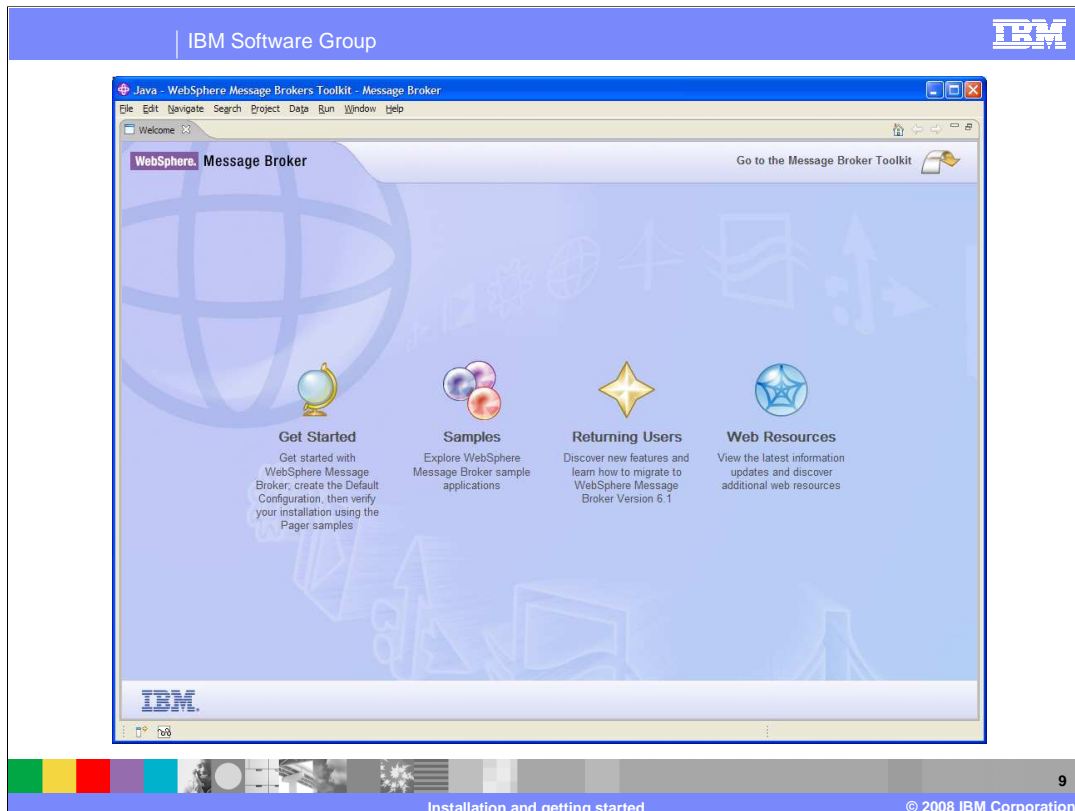 IBM Software Group
IBM
Java - WebSphere Message Brokers Toolkit - Message Broker
File Edit Navigate Search Project Data Run Window Help
Welcome
WebSphere. Message Broker
Go to the Message Broker Toolkit
Get Started
Get started with
WebSphere Message
Broker; create the Default
Configuration, then verify
your installation using the
Pager samples
Samples
Explore WebSphere
Message Broker sample
applications
Returning Users
Discover new features and
learn how to migrate to
WebSphere Message
Broker Version 6.1
Web Resources
View the latest information
updates and discover
additional web resources
IBM.
9
Installation and getting started
© 2008 IBM Corporation